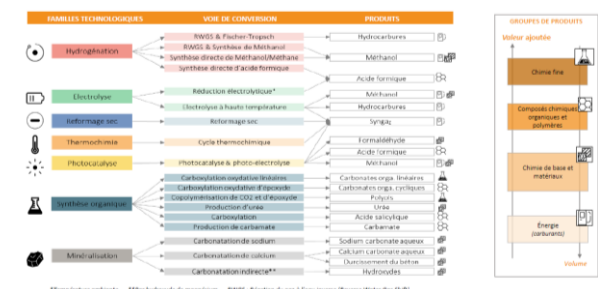 FAMILLES TECHNOLOGIQUES
VOIE DE CONVERSION
PRODUITS
GROUPES DE PRODUITS
Hydrogénation
RWGS & Fischer-Tropsch
RWGS & Synthèse de Méthanol
Synthèse directe de Méthanol/Méthane
Synthèse directe d'acide formique
Hydrocarbures
Méthanol
Acide formique
Electrolyse
Réduction électrolytique*
Electrolyse à haute température
Méthanol
Hydrocarbures
Reformage sec
Reformage sec
Syngaz
Thermochimie
Cycle thermochimique
Formaldéhyde
Acide formique
Photocatalyse
Photocatalyse & photo-électrolyse
Méthanol
Synthèse organique
Carboxylation oxydative linéaires
Carboxylation oxydative d'époxyde
Copolymérisation de CO2 et d'époxyde
Production d'urée
Carboxylation
Production de carbamate
Carbonates orga. linéaires
Carbonates orga. cycliques
Polyols
Urée
Acide salicylique
Carbamate
Minéralisation
Carbonatation de sodium
Carbonatation de calcium
Carbonatation indirecte**
Sodium carbonate aqueux
Calcium carbonate aqueux
Durcissement du béton
Hydroxydes
Valeur ajoutée
Chimie fine
Composés chimiques
organiques et
polymères
Chimie de base et
matériaux
Énergie
(carburants)
Volume